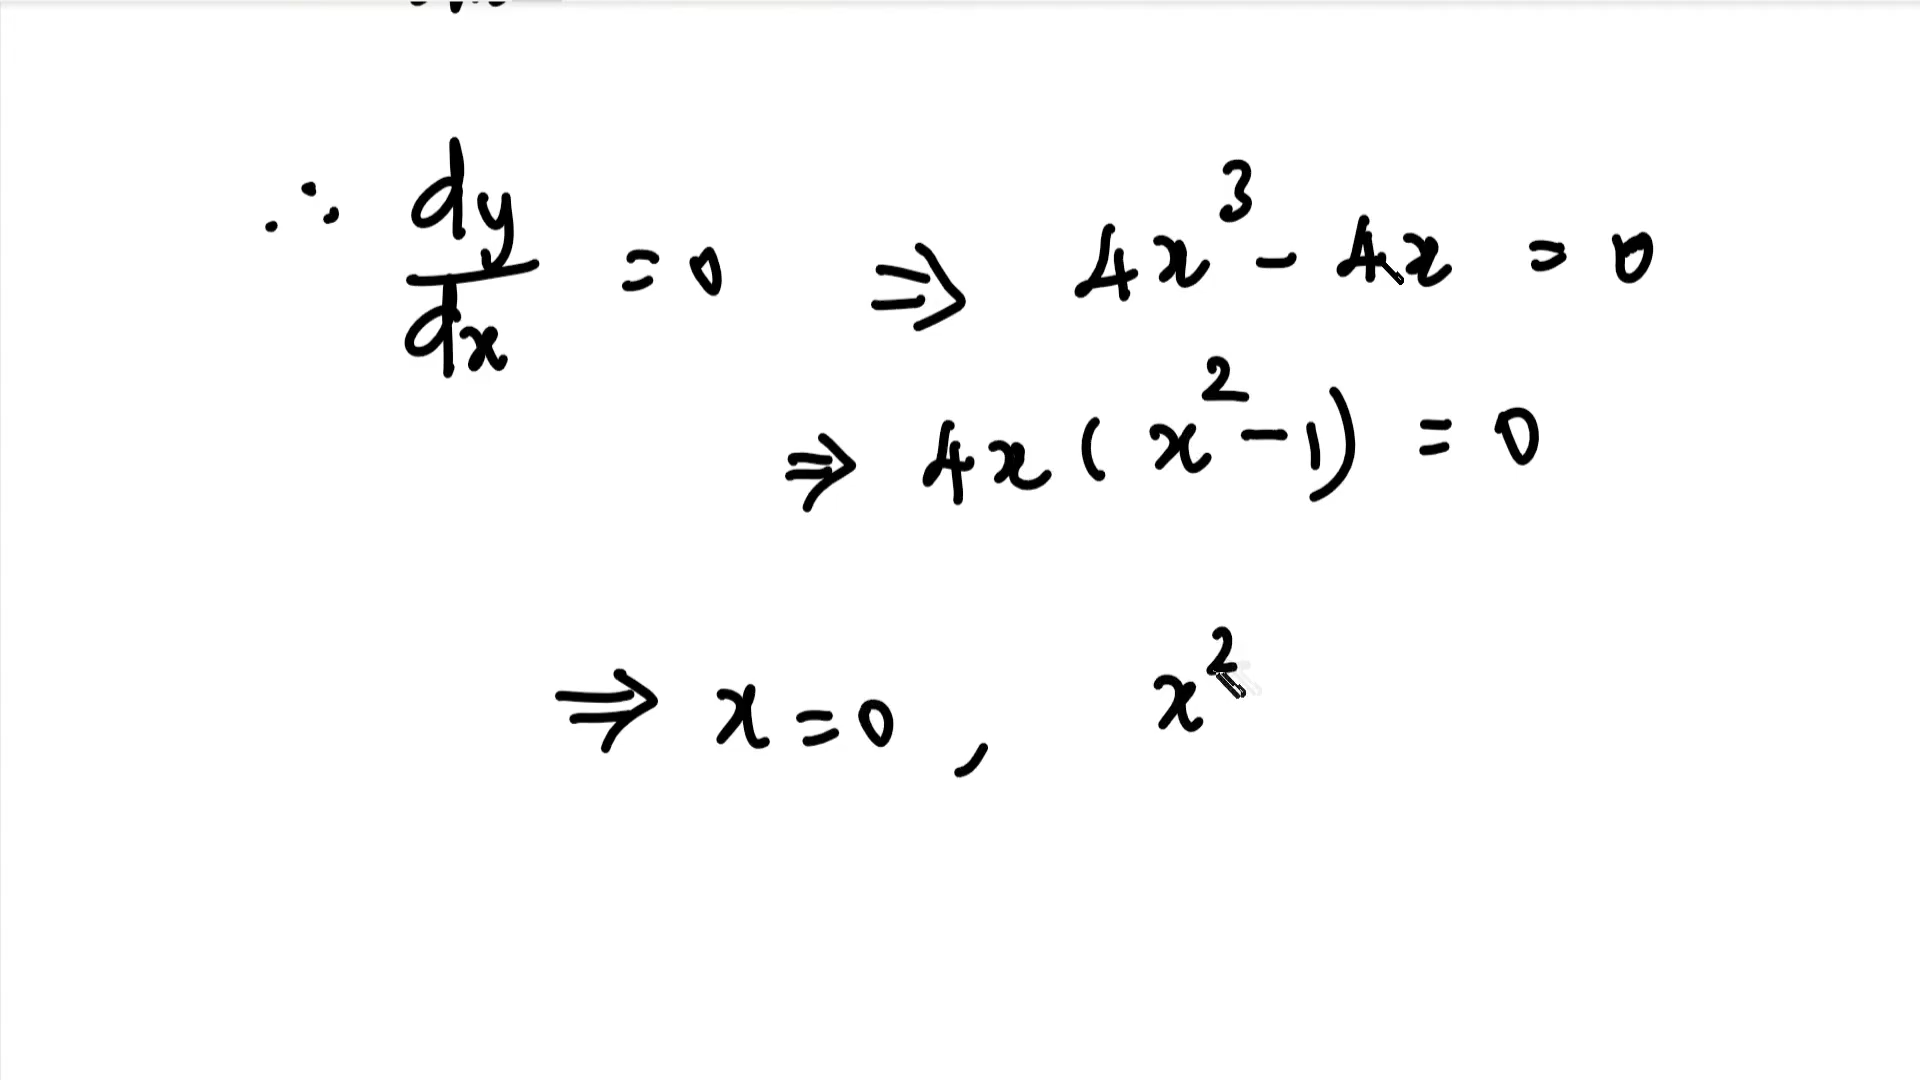 ∴ dy/dx = 0 ⇒ 4x³ - 4x = 0
⇒ 4x(x² - 1) = 0
⇒ x = 0 , x²